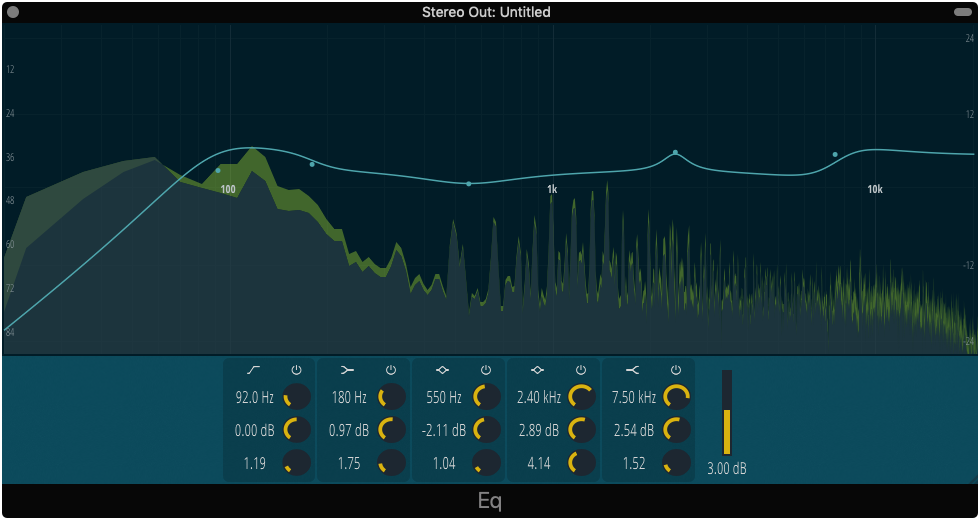 Stereo Out: Untitled
24
12
24
12
36
100
1k
10k
48
60
-12
72
84
-24
92.0 Hz 180 Hz 550 Hz 2.40 kHz 7.50 kHz
0.00 dB 0.97 dB -2.11 dB 2.89 dB 2.54 dB
1.19 1.75 1.04 4.14 1.52
3.00 dB
Eq